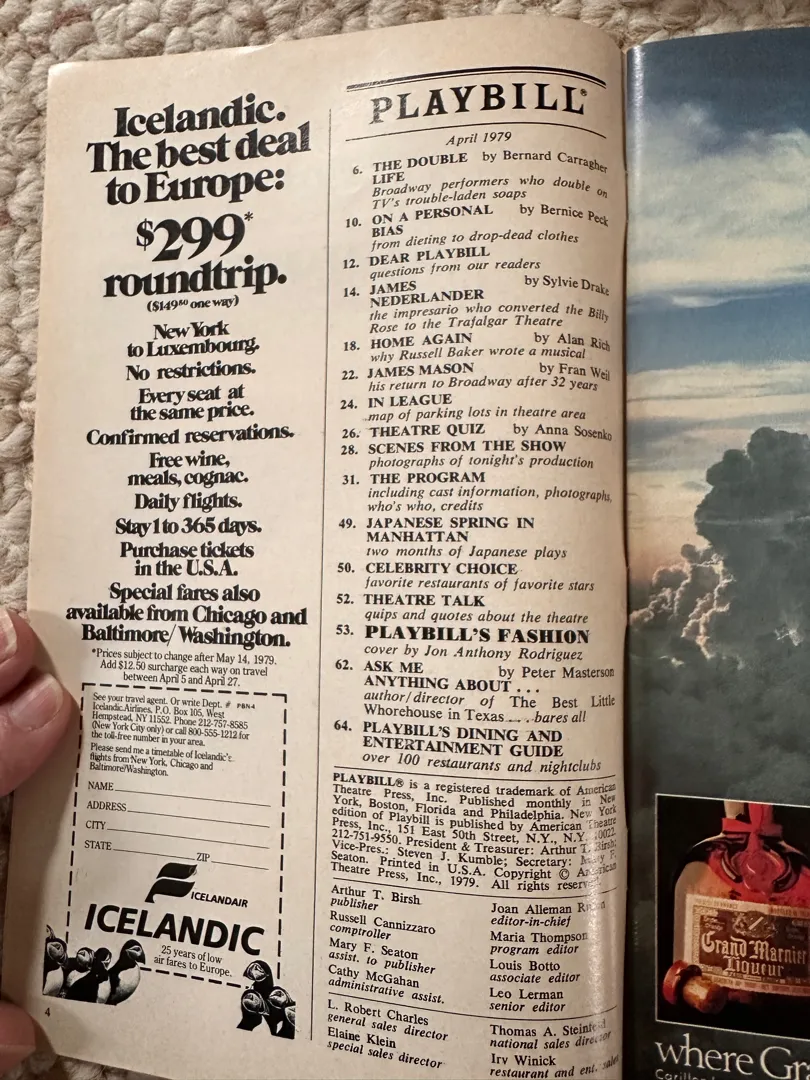 Icelandic.
The best deal
to Europe:
$299*
roundtrip.
($149.50 one way)
New York
to Luxembourg.
No restrictions.
Every seat at
the same price.
Confirmed reservations.
Free wine,
meals, cognac.
Daily flights.
Stay 1 to 365 days.
Purchase tickets
in the U.S.A.
Special fares also
available from Chicago and
Baltimore/Washington.
*Prices subject to change after May 14, 1979.
Add $12.50 surcharge each way on travel
between April 5 and April 27.
See your travel agent. Or write Dept. # PBN4
Icelandic Airlines, P.O. Box 105, West
Hempstead, NY 11552. Phone 212-757-8585
(New York City only) or call 800-555-1212 for
the toll-free number in your area.
Please send me a timetable of Icelandic's
flights from New York, Chicago and
Baltimore/Washington.
NAME
ADDRESS
CITY
STATE ZIP
ICELANDAIR
ICELANDIC
25 years of low
air fares to Europe.
4
PLAYBILL®
April 1979
6. THE DOUBLE by Bernard Carragher
LIFE
Broadway performers who double on
TV's trouble-laden soaps
10. ON A PERSONAL by Bernice Peck
BIAS
from dieting to drop-dead clothes
12. DEAR PLAYBILL
questions from our readers
14. JAMES by Sylvie Drake
NEDERLANDER
the impresario who converted the Billy
Rose to the Trafalgar Theatre
18. HOME AGAIN by Alan Rich
why Russell Baker wrote a musical
22. JAMES MASON by Fran Weil
his return to Broadway after 32 years
24. IN LEAGUE
map of parking lots in theatre area
26. THEATRE QUIZ by Anna Sosenko
28. SCENES FROM THE SHOW
photographs of tonight's production
31. THE PROGRAM
including cast information, photographs,
who's who, credits
49. JAPANESE SPRING IN
MANHATTAN
two months of Japanese plays
50. CELEBRITY CHOICE
favorite restaurants of favorite stars
52. THEATRE TALK
quips and quotes about the theatre
53. PLAYBILL'S FASHION
cover by Jon Anthony Rodriguez
62. ASK ME by Peter Masterson
ANYTHING ABOUT . . .
author/director of The Best Little
Whorehouse in Texas . . . bares all
64. PLAYBILL'S DINING AND
ENTERTAINMENT GUIDE
over 100 restaurants and nightclubs
PLAYBILL® is a registered trademark of American
Theatre Press, Inc. Published monthly in New
York, Boston, Florida and Philadelphia. New York
edition of Playbill is published by American Theatre
Press, Inc., 151 East 50th Street, N.Y., N.Y. 10022.
212-751-9550. President & Treasurer: Arthur T. Birsh;
Vice-Pres.: Steven J. Kumble; Secretary: F.
Seaton. Printed in U.S.A. Copyright © American
Theatre Press, Inc., 1979. All rights
Arthur T. Birsh
publisher
Russell Cannizzaro
comptroller
Mary F. Seaton
assist. to publisher
Cathy McGahan
administrative assist.
L. Robert Charles
general sales director
Elaine Klein
special sales director
Joan Alleman
editor-in-chief
Maria Thompson
program editor
Louis Botto
associate editor
Leo Lerman
senior editor
Thomas A.
national sales director
Irv Winick
restaurant and ent. sales
Grand Marnier
Liqueur
where